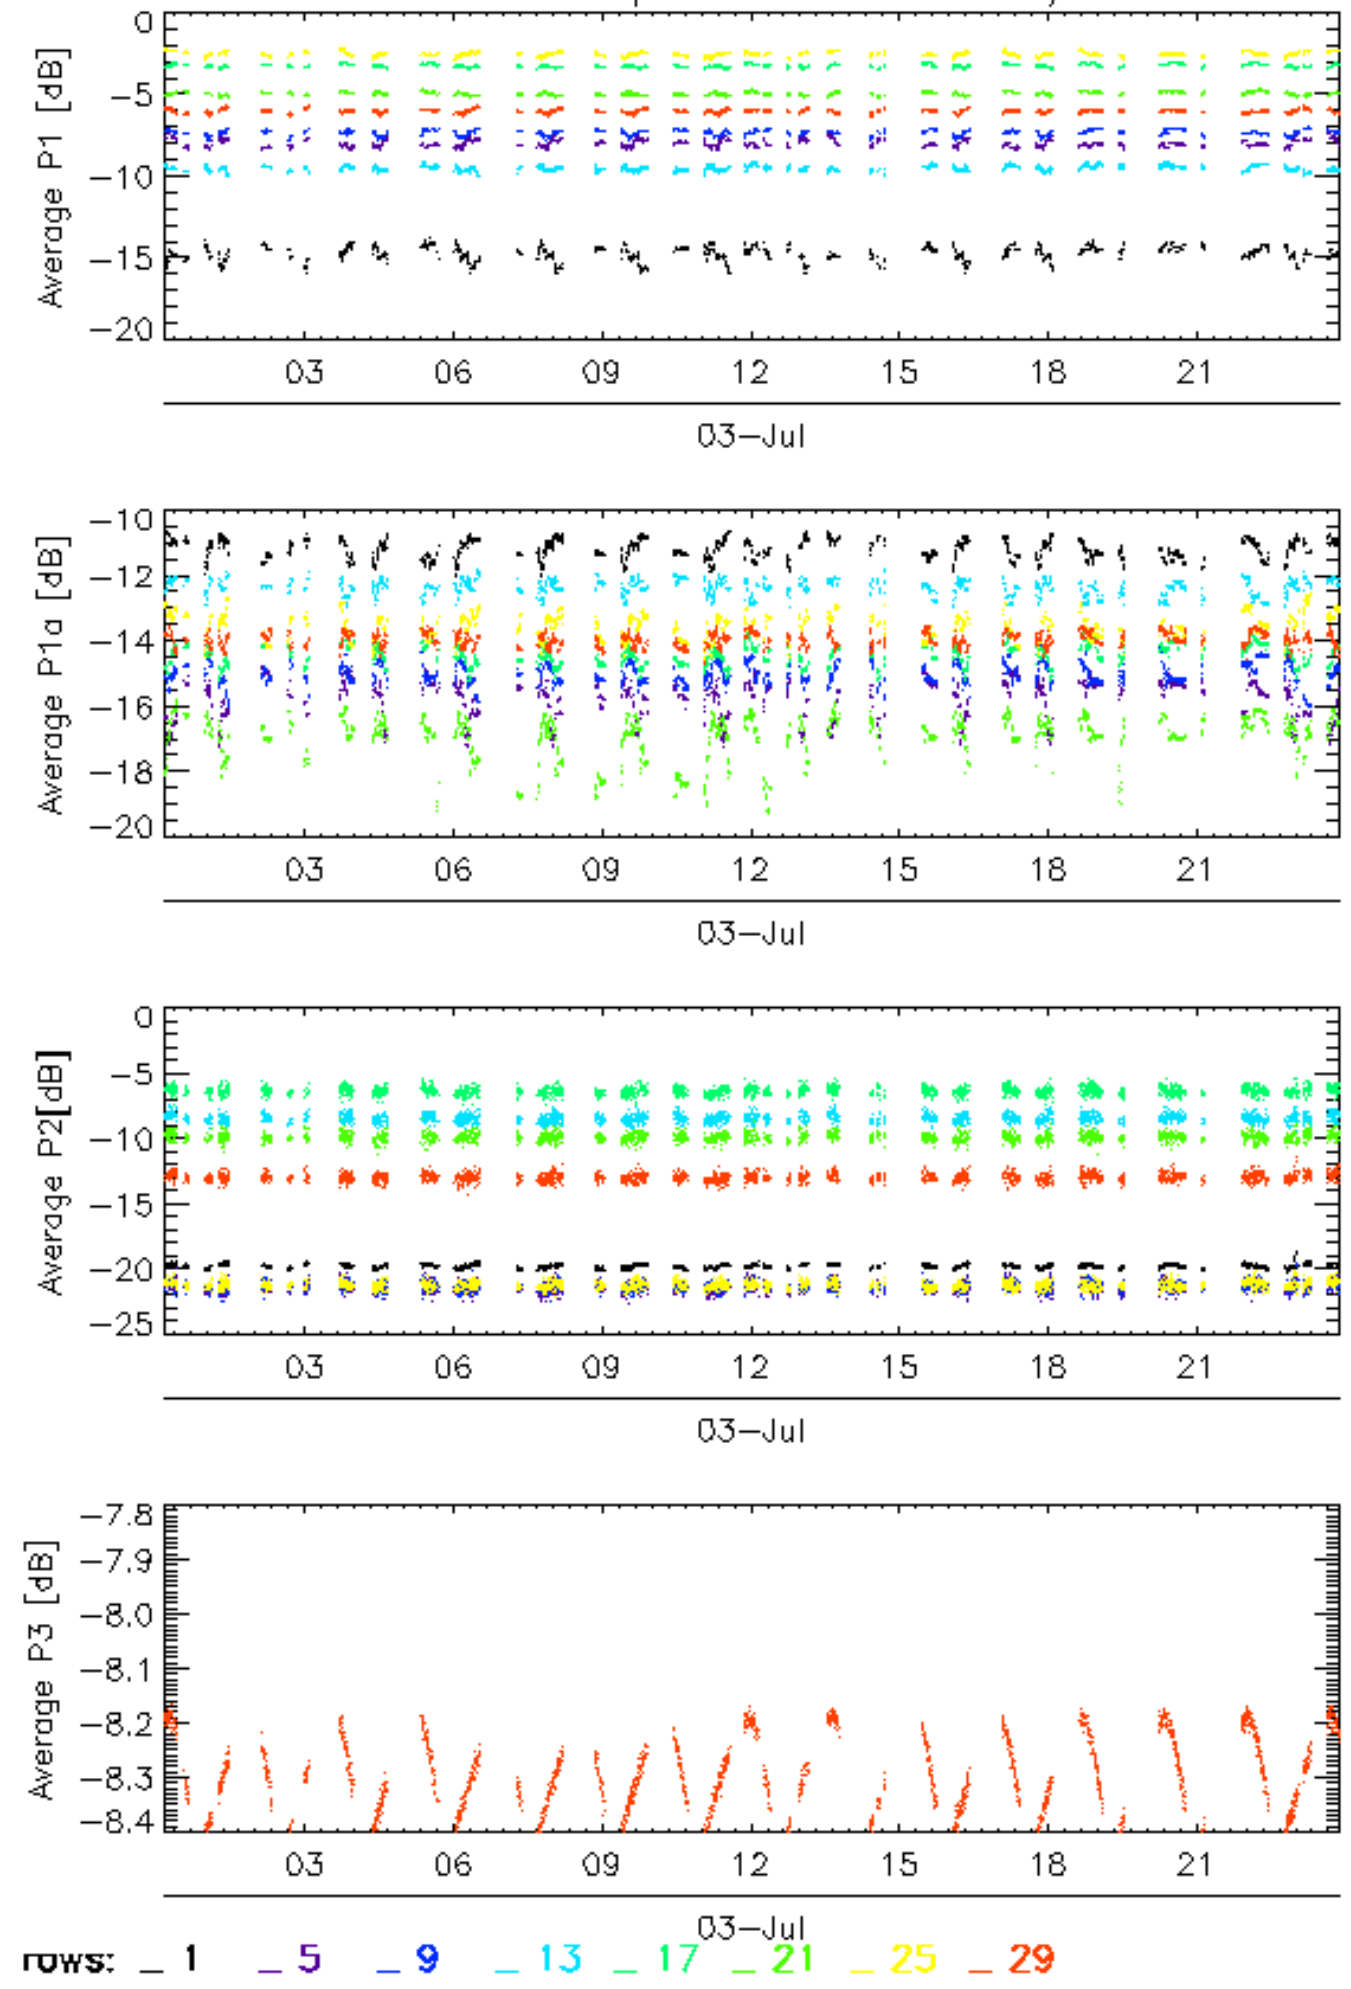 0
Average P1 [dB]
−5
−10
−15
−20
03 06 09 12 15 18 21
03−Jul
−10
Average P1a [dB]
−12
−14
−16
−18
−20
03 06 09 12 15 18 21
03−Jul
0
Average P2[dB]
−5
−10
−15
−20
−25
03 06 09 12 15 18 21
03−Jul
−7.8
Average P3 [dB]
−7.9
−8.0
−8.1
−8.2
−8.3
−8.4
03 06 09 12 15 18 21
03−Jul
rows: _ 1 _ 5 _ 9 _ 13 _ 17 _ 21 _ 25 _ 29